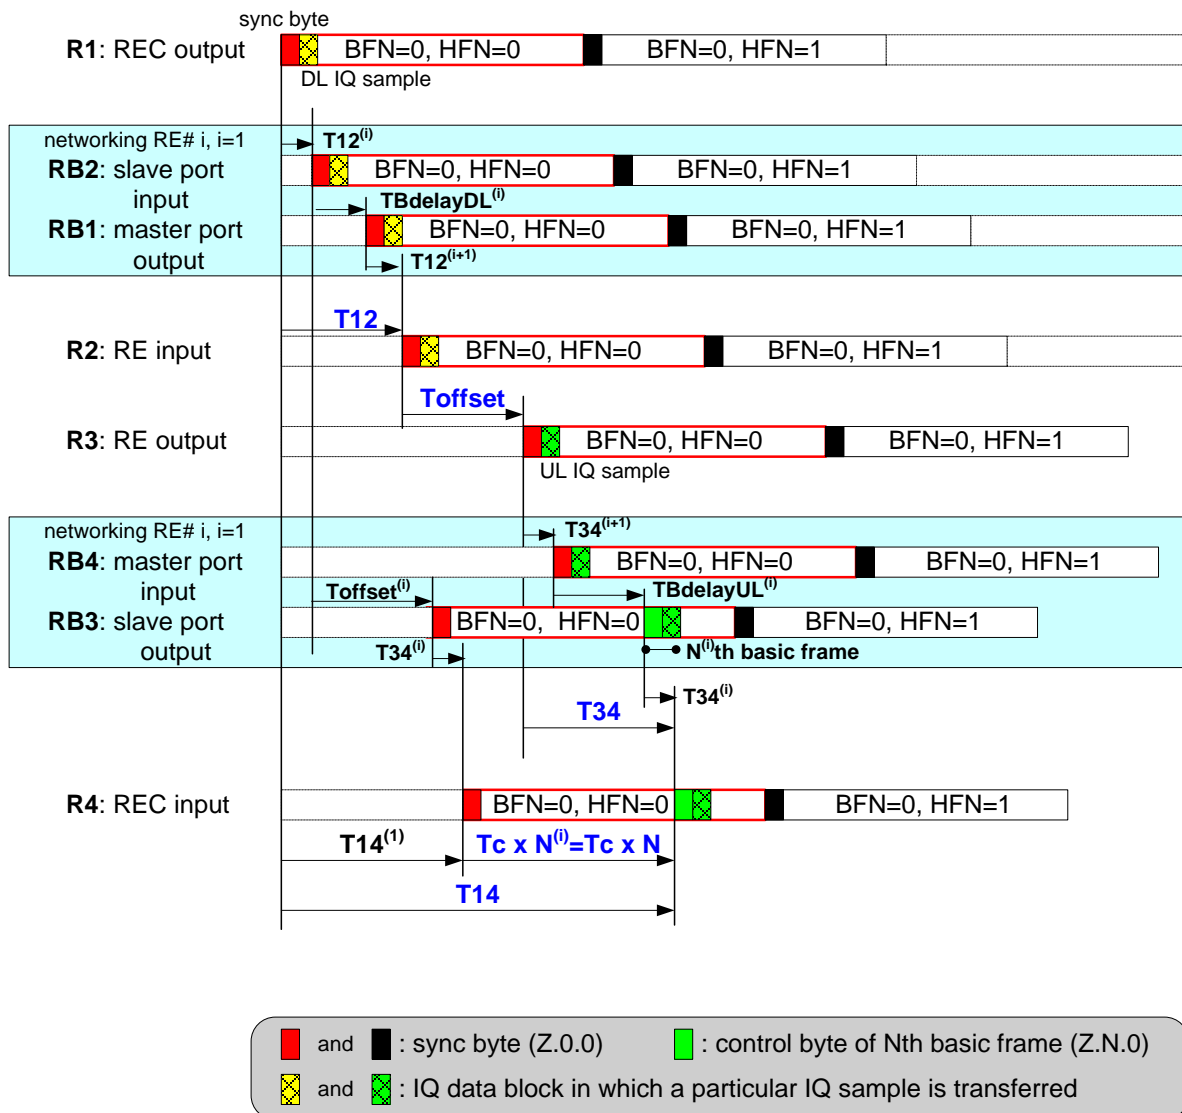 sync byte
R1: REC output
BFN=0, HFN=0
BFN=0, HFN=1
DL IQ sample
networking RE# i, i=1
T12(i)
RB2: slave port
input
BFN=0, HFN=0
BFN=0, HFN=1
TBdelayDL(i)
RB1: master port
output
BFN=0, HFN=0
BFN=0, HFN=1
T12(i+1)
T12
R2: RE input
BFN=0, HFN=0
BFN=0, HFN=1
Toffset
R3: RE output
BFN=0, HFN=0
BFN=0, HFN=1
UL IQ sample
networking RE# i, i=1
T34(i+1)
RB4: master port
input
BFN=0, HFN=0
BFN=0, HFN=1
Toffset(i)
TBdelayUL(i)
RB3: slave port
output
BFN=0, HFN=0
BFN=0, HFN=1
T34(i)
N(i)th basic frame
T34(i)
T34
R4: REC input
BFN=0, HFN=0
BFN=0, HFN=1
T14(1)
Tc x N(i)=Tc x N
T14
and : sync byte (Z.0.0)
: control byte of Nth basic frame (Z.N.0)
and : IQ data block in which a particular IQ sample is transferred